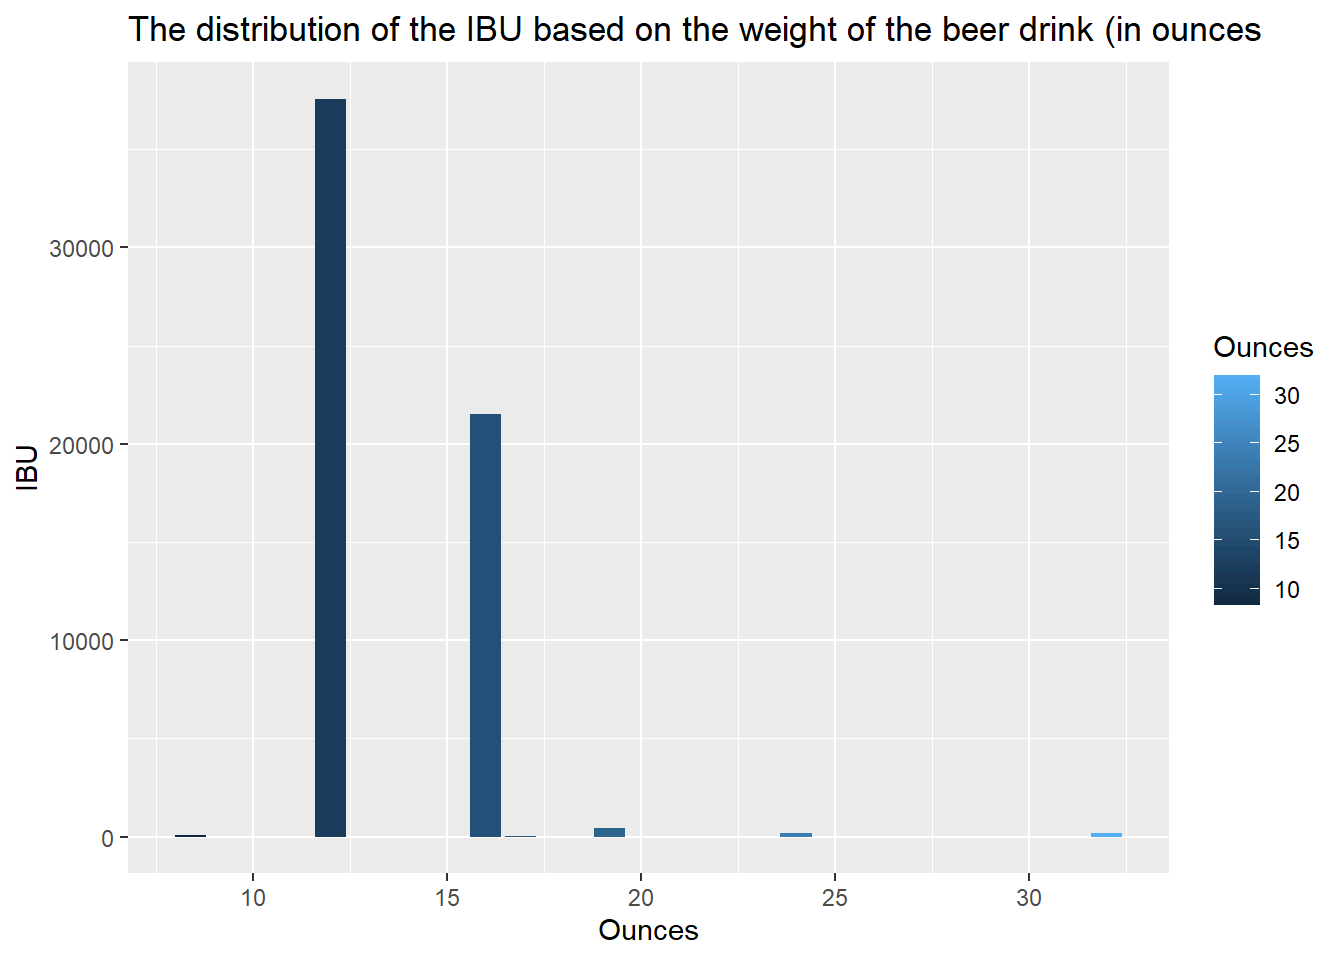 The distribution of the IBU based on the weight of the beer drink (in ounces
IBU
30000
20000
10000
0
10 15 20 25 30
Ounces
Ounces
30
25
20
15
10